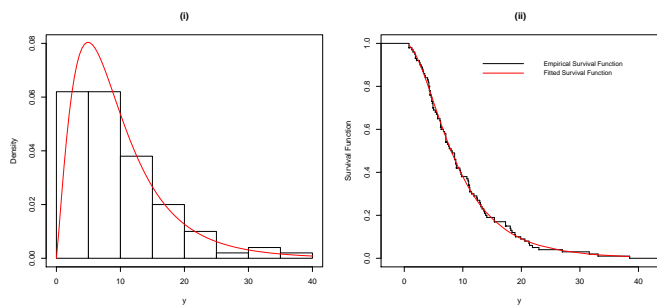 (i)
Density
0.00
0.02
0.04
0.06
0.08
0 10 20 30 40
y
(ii)
Empirical Survival Function
Fitted Survival Function
Survival Function
0.0
0.2
0.4
0.6
0.8
1.0
0 10 20 30 40
y